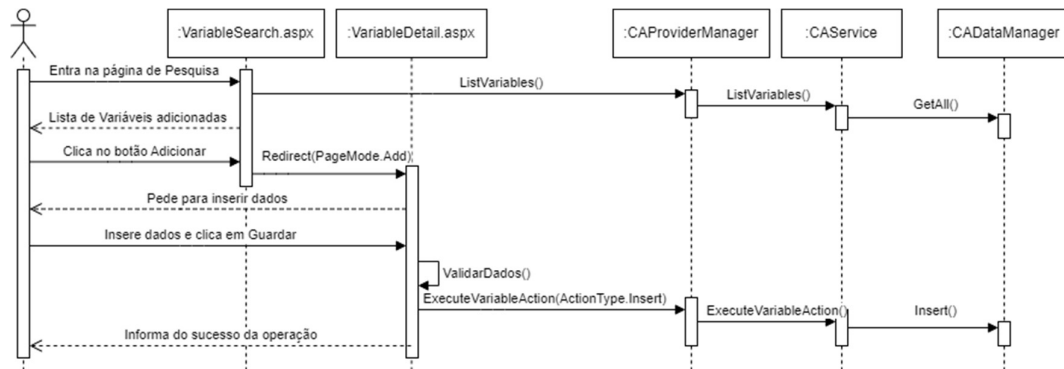 :VariableSearch.aspx
:VariableDetail.aspx
:CAProviderManager
:CAService
:CADataManager
Entra na página de Pesquisa
ListVariables()
ListVariables()
GetAll()
Lista de Variáveis adicionadas
Clica no botão Adicionar
Redirect(PageMode.Add)
Pede para inserir dados
Insere dados e clica em Guardar
ValidarDados()
ExecuteVariableAction(ActionType.Insert)
ExecuteVariableAction()
Insert()
Informa do sucesso da operação